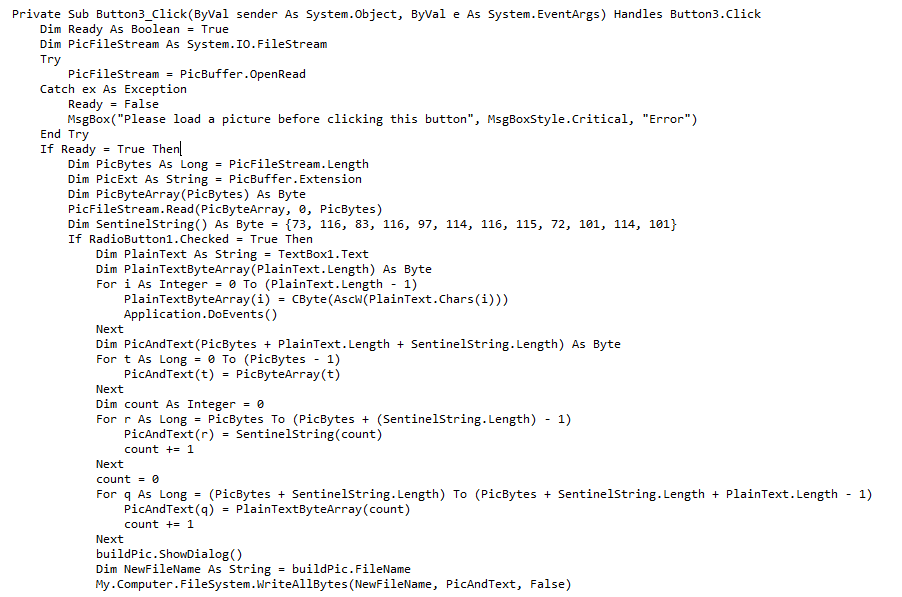 Private Sub Button3_Click(ByVal sender As System.Object, ByVal e As System.EventArgs) Handles Button3.Click
Dim Ready As Boolean = True
Dim PicFileStream As System.IO.FileStream
Try
PicFileStream = PicBuffer.OpenRead
Catch ex As Exception
Ready = False
MsgBox("Please load a picture before clicking this button", MsgBoxStyle.Critical, "Error")
End Try
If Ready = True Then
Dim PicBytes As Long = PicFileStream.Length
Dim PicExt As String = PicBuffer.Extension
Dim PicByteArray(PicBytes) As Byte
PicFileStream.Read(PicByteArray, 0, PicBytes)
Dim SentinelString() As Byte = {73, 116, 83, 116, 97, 114, 116, 115, 72, 101, 114, 101}
If RadioButton1.Checked = True Then
Dim PlainText As String = TextBox1.Text
Dim PlainTextByteArray(PlainText.Length) As Byte
For i As Integer = 0 To (PlainText.Length - 1)
PlainTextByteArray(i) = CByte(AscW(PlainText.Chars(i)))
Application.DoEvents()
Next
Dim PicAndText(PicBytes + PlainText.Length + SentinelString.Length) As Byte
For t As Long = 0 To (PicBytes - 1)
PicAndText(t) = PicByteArray(t)
Next
Dim count As Integer = 0
For r As Long = PicBytes To (PicBytes + (SentinelString.Length) - 1)
PicAndText(r) = SentinelString(count)
count += 1
Next
count = 0
For q As Long = (PicBytes + SentinelString.Length) To (PicBytes + SentinelString.Length + PlainText.Length - 1)
PicAndText(q) = PlainTextByteArray(count)
count += 1
Next
buildPic.ShowDialog()
Dim NewFileName As String = buildPic.FileName
My.Computer.FileSystem.WriteAllBytes(NewFileName, PicAndText, False)